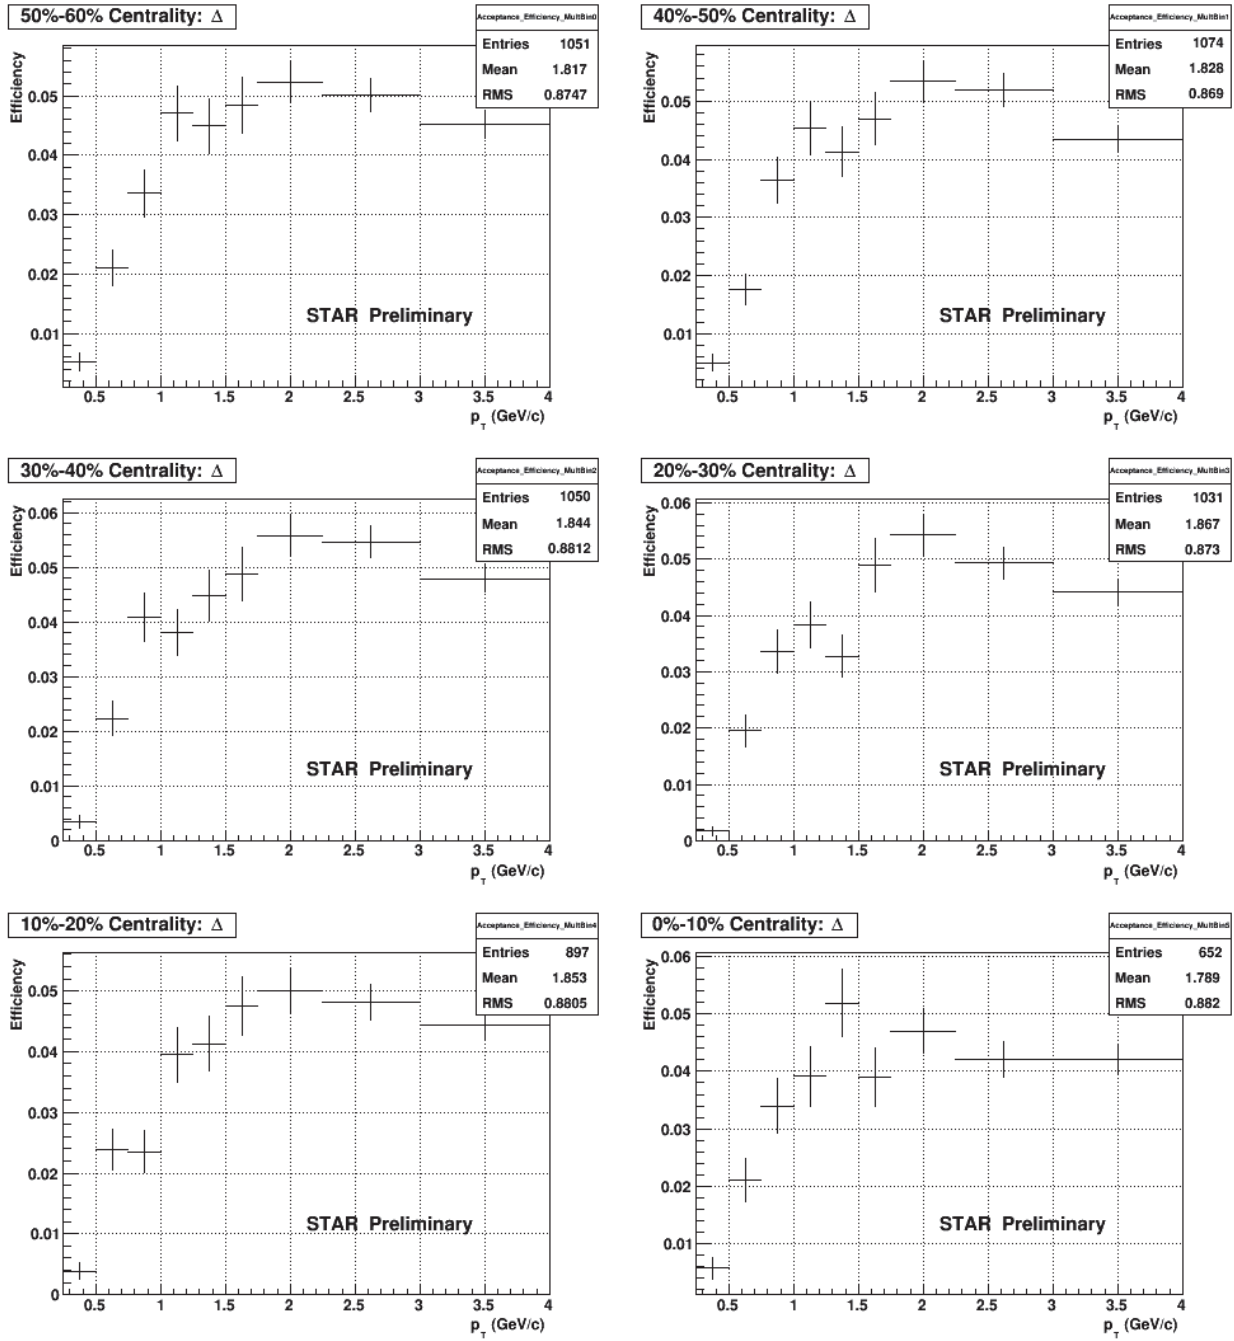 50%-60% Centrality: Δ
Acceptance_Efficiency_MultBin0
Entries 1051
Mean 1.817
RMS 0.8747
Efficiency
0.05
0.04
0.03
0.02
0.01
STAR Preliminary
0.5 1 1.5 2 2.5 3 3.5 4
p_T (GeV/c)
40%-50% Centrality: Δ
Acceptance_Efficiency_MultBin1
Entries 1074
Mean 1.828
RMS 0.869
Efficiency
0.05
0.04
0.03
0.02
0.01
STAR Preliminary
0.5 1 1.5 2 2.5 3 3.5 4
p_T (GeV/c)
30%-40% Centrality: Δ
Acceptance_Efficiency_MultBin2
Entries 1050
Mean 1.844
RMS 0.8812
Efficiency
0.06
0.05
0.04
0.03
0.02
0.01
0
STAR Preliminary
0.5 1 1.5 2 2.5 3 3.5 4
p_T (GeV/c)
20%-30% Centrality: Δ
Acceptance_Efficiency_MultBin3
Entries 1031
Mean 1.867
RMS 0.873
Efficiency
0.06
0.05
0.04
0.03
0.02
0.01
0
STAR Preliminary
0.5 1 1.5 2 2.5 3 3.5 4
p_T (GeV/c)
10%-20% Centrality: Δ
Acceptance_Efficiency_MultBin4
Entries 897
Mean 1.853
RMS 0.8805
Efficiency
0.05
0.04
0.03
0.02
0.01
0
STAR Preliminary
0.5 1 1.5 2 2.5 3 3.5 4
p_T (GeV/c)
0%-10% Centrality: Δ
Acceptance_Efficiency_MultBin5
Entries 652
Mean 1.789
RMS 0.882
Efficiency
0.06
0.05
0.04
0.03
0.02
0.01
STAR Preliminary
0.5 1 1.5 2 2.5 3 3.5 4
p_T (GeV/c)